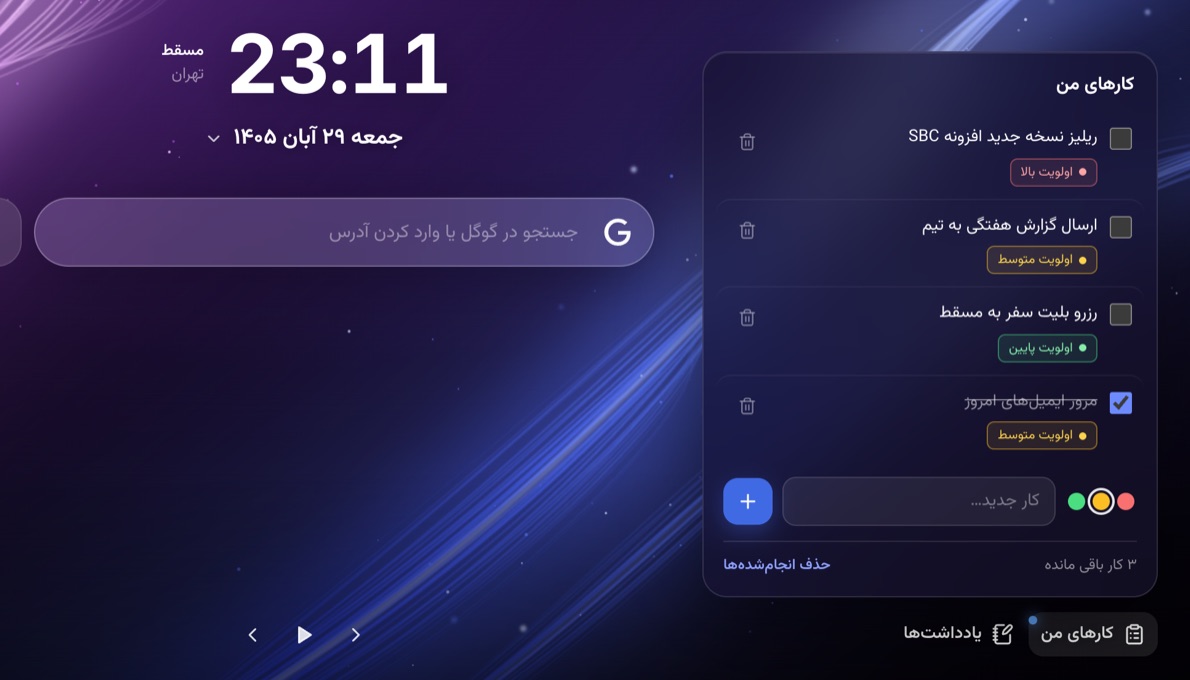 کارهای من
ریلیز نسخه جدید افزونه SBC
اولویت بالا
ارسال گزارش هفتگی به تیم
اولویت متوسط
رزرو بلیت سفر به مسقط
اولویت پایین
مرور ایمیل‌های امروز
اولویت متوسط
کار جدید...
۳ کار باقی مانده
حذف انجام‌شده‌ها
کارهای من
یادداشت‌ها
23:11
مسقط
تهران
جمعه ۲۹ آبان ۱۴۰۵
جستجو در گوگل یا وارد کردن آدرس